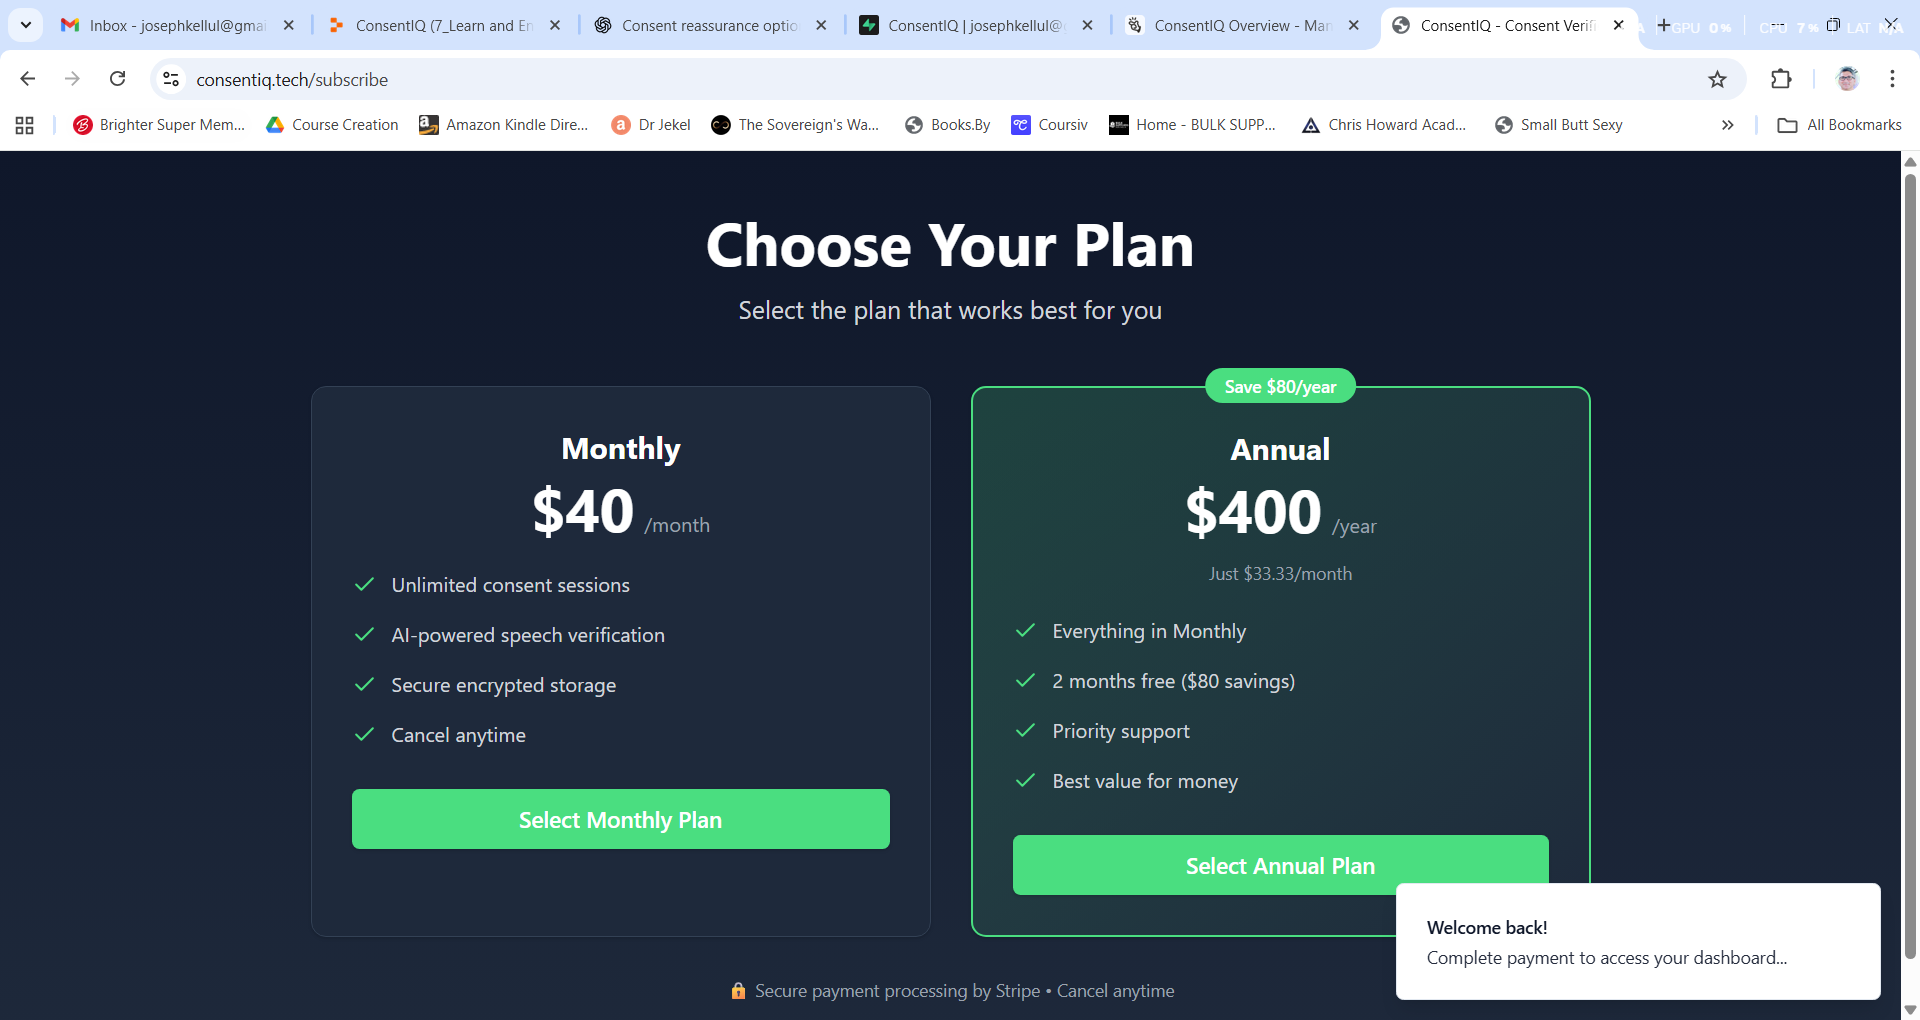 Inbox - josephkellul@gmai
ConsentIQ (7_Learn and En
Consent reassurance optio
ConsentIQ | josephkellul@g
ConsentIQ Overview - Man
ConsentIQ - Consent Verifi
GPU 0%
CPU 7%
LAT N/A
consentiq.tech/subscribe
Brighter Super Mem...
Course Creation
Amazon Kindle Dire...
Dr Jekel
The Sovereign's Wa...
Books.By
Coursiv
Home - BULK SUPP...
Chris Howard Acad...
Small Butt Sexy
All Bookmarks
Choose Your Plan
Select the plan that works best for you
Monthly
$40 /month
Unlimited consent sessions
AI-powered speech verification
Secure encrypted storage
Cancel anytime
Select Monthly Plan
Save $80/year
Annual
$400 /year
Just $33.33/month
Everything in Monthly
2 months free ($80 savings)
Priority support
Best value for money
Select Annual Plan
Welcome back!
Complete payment to access your dashboard...
Secure payment processing by Stripe • Cancel anytime